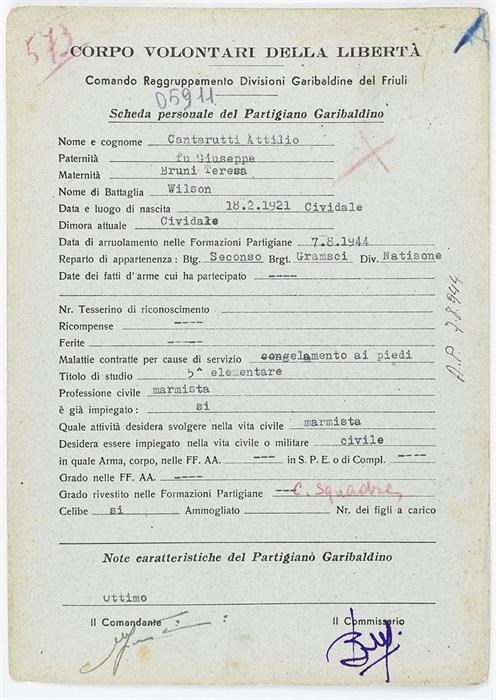 573
CORPO VOLONTARI DELLA LIBERTÀ
Comando Raggruppamento Divisioni Garibaldine del Friuli
05911
Scheda personale del Partigiano Garibaldino
Nome e cognome Cantarutti Attilio
Paternità fu Giuseppe
Maternità Bruni Teresa
Nome di Battaglia Wilson
Data e luogo di nascita 18.2.1921 Cividale
Dimora attuale Cividale
Data di arruolamento nelle Formazioni Partigiane 7.8.1944
Reparto di appartenenza: Btg. Seconso Brgt. Gramsci Div. Natisone
Date dei fatti d'arme cui ha partecipato ----
Nr. Tesserino di riconoscimento
Ricompense ----
Ferite -----
Malattie contratte per cause di servizio congelamento ai piedi
Titolo di studio 5^ elementare
Professione civile marmista
è già impiegato: si
Quale attività desidera svolgere nella vita civile marmista
Desidera essere impiegato nella vita civile o militare civile
in quale Arma, corpo, nelle FF. AA. --- in S. P. E. o di Compl. ----
Grado nelle FF. AA. ----
Grado rivestito nelle Formazioni Partigiane --- C. Squadra
Celibe si Ammogliato Nr. dei figli a carico
Note caratteristiche del Partigiano Garibaldino
ottimo
Il Comandante : : Il Commissario
A.P. 7.8.944